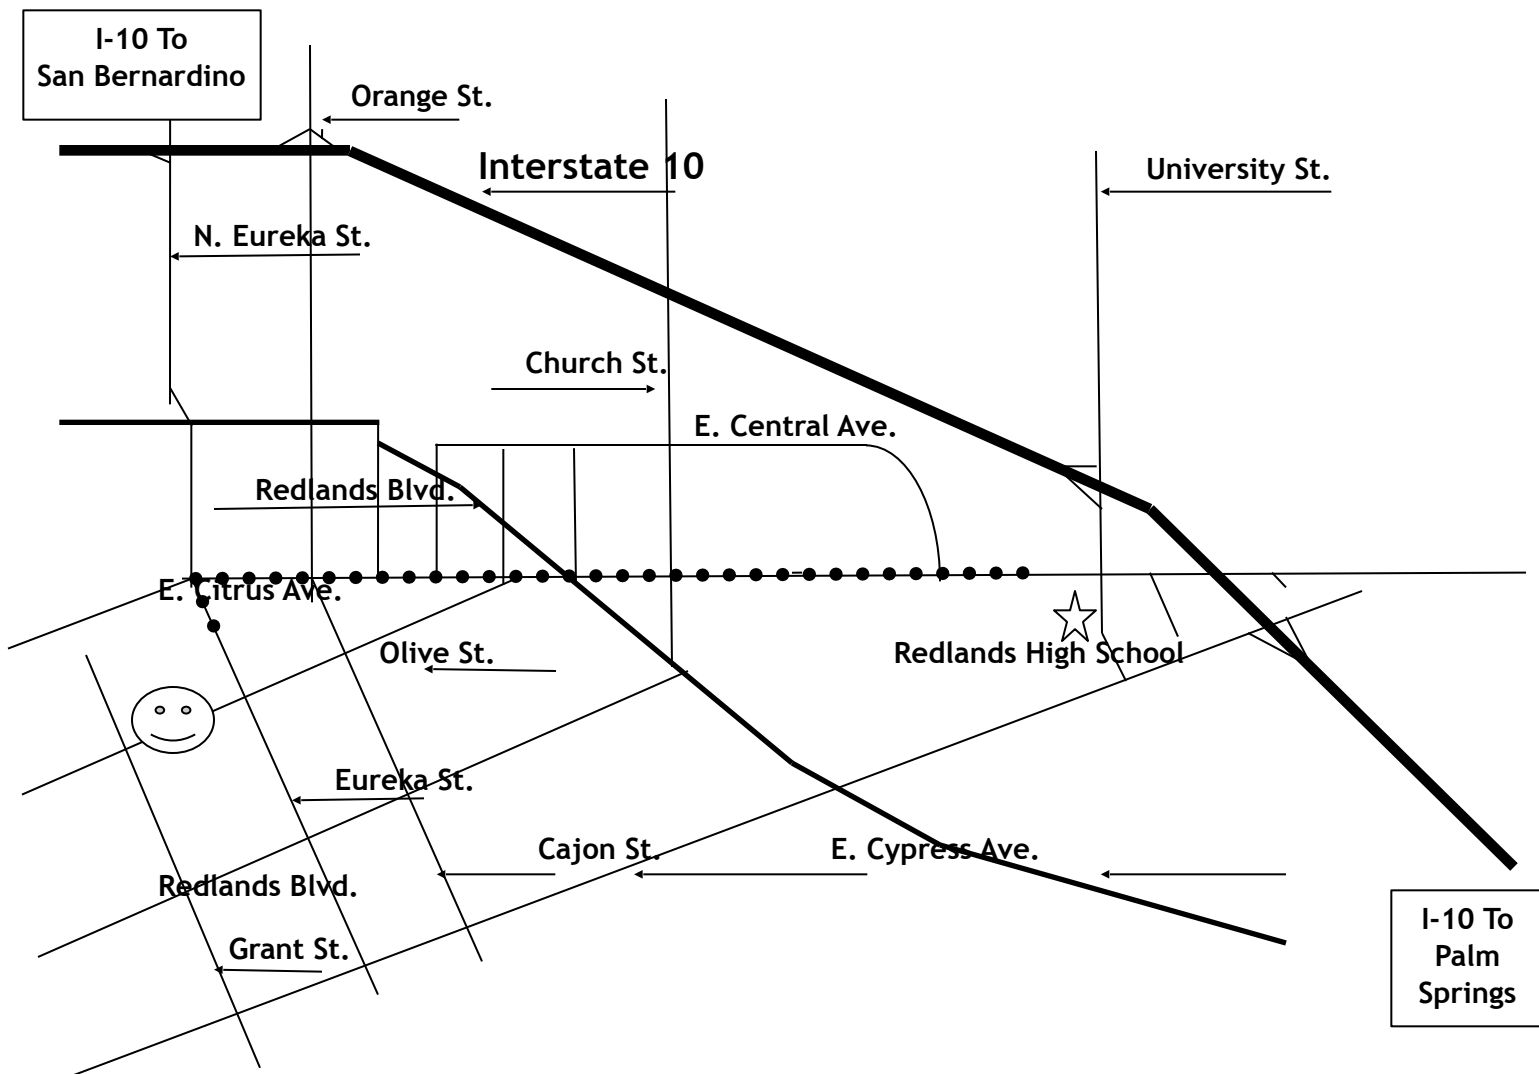 I-10 To
San Bernardino
Orange St.
Interstate 10
University St.
N. Eureka St.
Church St.
E. Central Ave.
Redlands Blvd.
E. Citrus Ave.
Olive St.
Redlands High School
Eureka St.
Cajon St.
E. Cypress Ave.
Redlands Blvd.
Grant St.
I-10 To
Palm
Springs